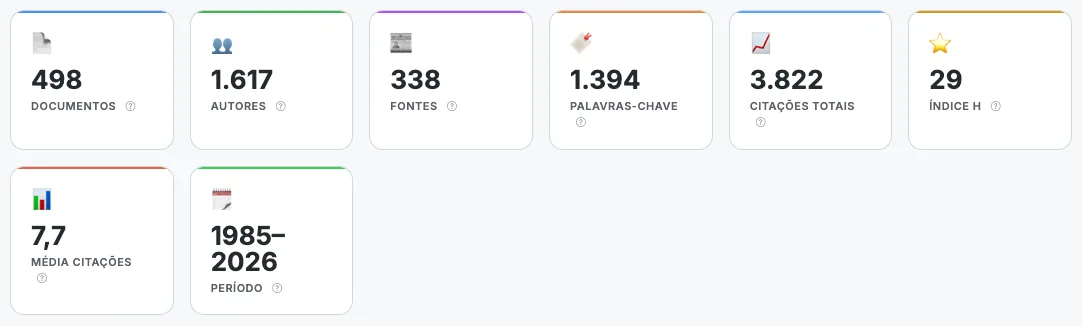 498
DOCUMENTOS ?
1.617
AUTORES ?
338
FONTES ?
1.394
PALAVRAS-CHAVE
?
3.822
CITAÇÕES TOTAIS
?
29
ÍNDICE H ?
7,7
MÉDIA CITAÇÕES
?
1985–
2026
PERÍODO ?